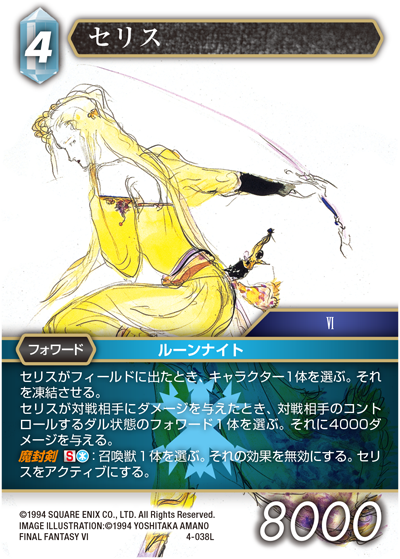 4
セリス
VI
フォワード
ルーンナイト
セリスがフィールドに出たとき、キャラクター1体を選ぶ。それ
を凍結させる。
セリスが対戦相手にダメージを与えたとき、対戦相手のコント
ロールするダル状態のフォワード1体を選ぶ。それに4000ダ
メージを与える。
魔封剣 S氷：召喚獣1体を選ぶ。その効果を無効にする。セリ
スをアクティブにする。
©1994 SQUARE ENIX CO., LTD. All Rights Reserved.
IMAGE ILLUSTRATION:©1994 YOSHITAKA AMANO
FINAL FANTASY VI
4-038L
8000